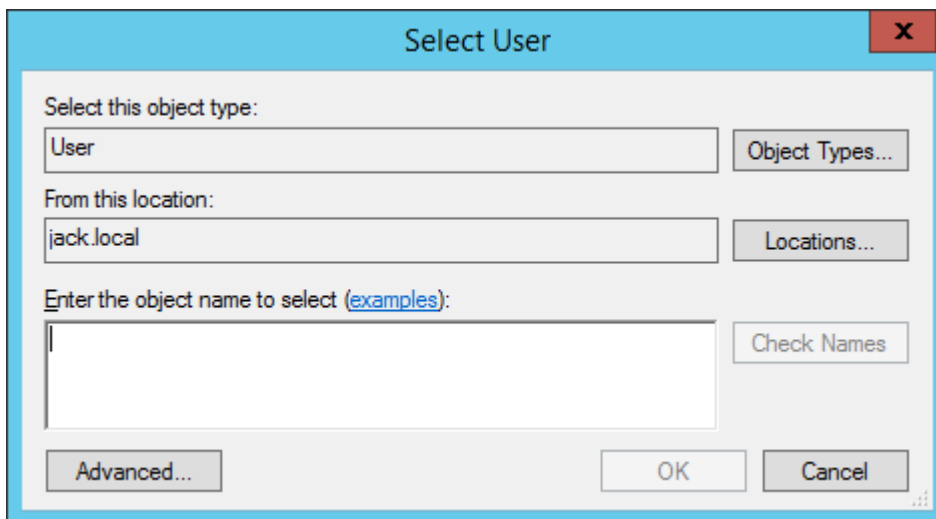 Select User
x
Select this object type:
User
Object Types...
From this location:
jack.local
Locations...
Enter the object name to select (examples):
Check Names
Advanced...
OK
Cancel